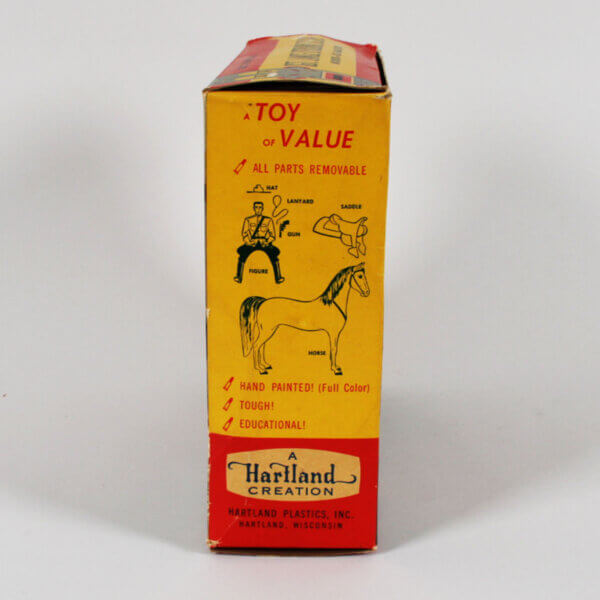 A TOY
OF VALUE
ALL PARTS REMOVABLE
HAT
LANYARD
SADDLE
GUN
FIGURE
HORSE
HAND PAINTED! (Full Color)
TOUGH!
EDUCATIONAL!
A
Hartland
CREATION
HARTLAND PLASTICS, INC.
HARTLAND, WISCONSIN